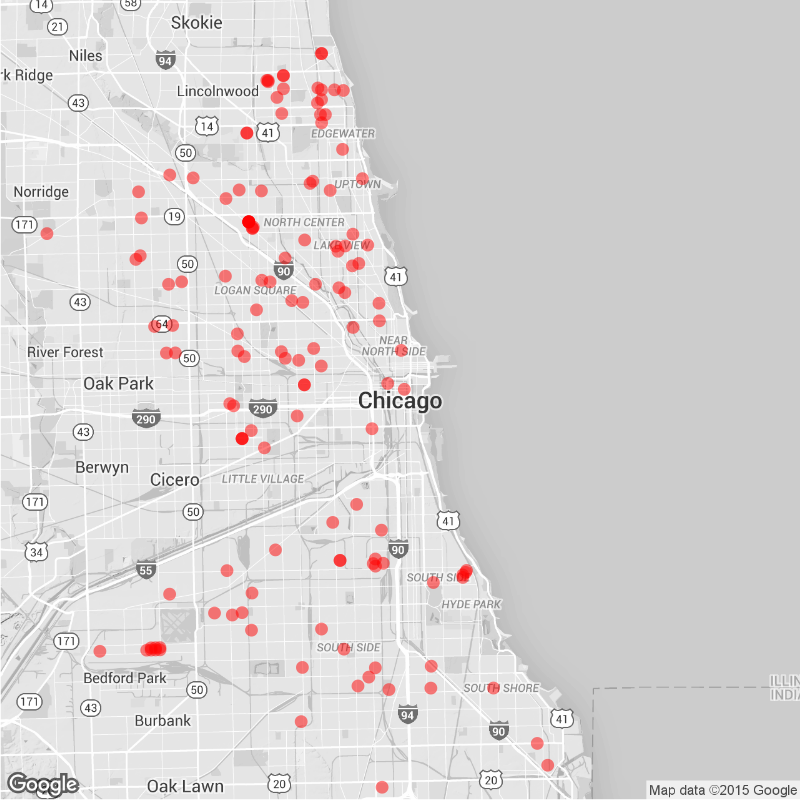 58
14
Skokie
21
Niles
94
rk Ridge
Lincolnwood
43
14
41
EDGEWATER
50
Norridge
UPTOWN
19
171
NORTH CENTER
LAKE VIEW
50
90
41
LOGAN SQUARE
43
64
NEAR
NORTH SIDE
River Forest
50
Oak Park
Chicago
290
290
43
Berwyn
Cicero
LITTLE VILLAGE
171
50
41
34
90
55
SOUTH SI
HYDE PARK
171
SOUTH SIDE
Bedford Park
ILLIN
INDIA
50
SOUTH SHORE
171
43
94
41
Burbank
90
Google
Oak Lawn
20
20
Map data ©2015 Google